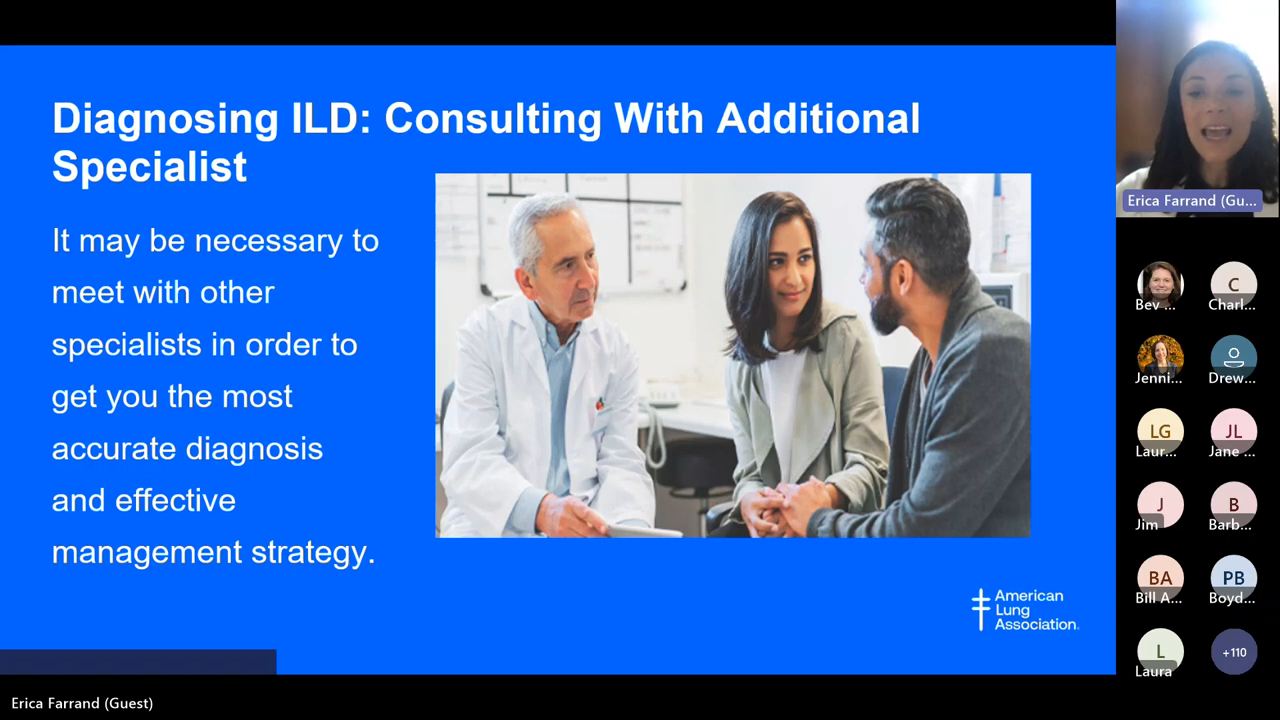 Diagnosing ILD: Consulting With Additional
Specialist
It may be necessary to
meet with other
specialists in order to
get you the most
accurate diagnosis
and effective
management strategy.
American
Lung
Association.
Erica Farrand (Gu...
Bev ...
C
Charl...
Jenni...
Drew...
LG
Laur...
JL
Jane ...
J
Jim
B
Barb...
BA
Bill A...
PB
Boyd...
L
Laura
+110
Erica Farrand (Guest)